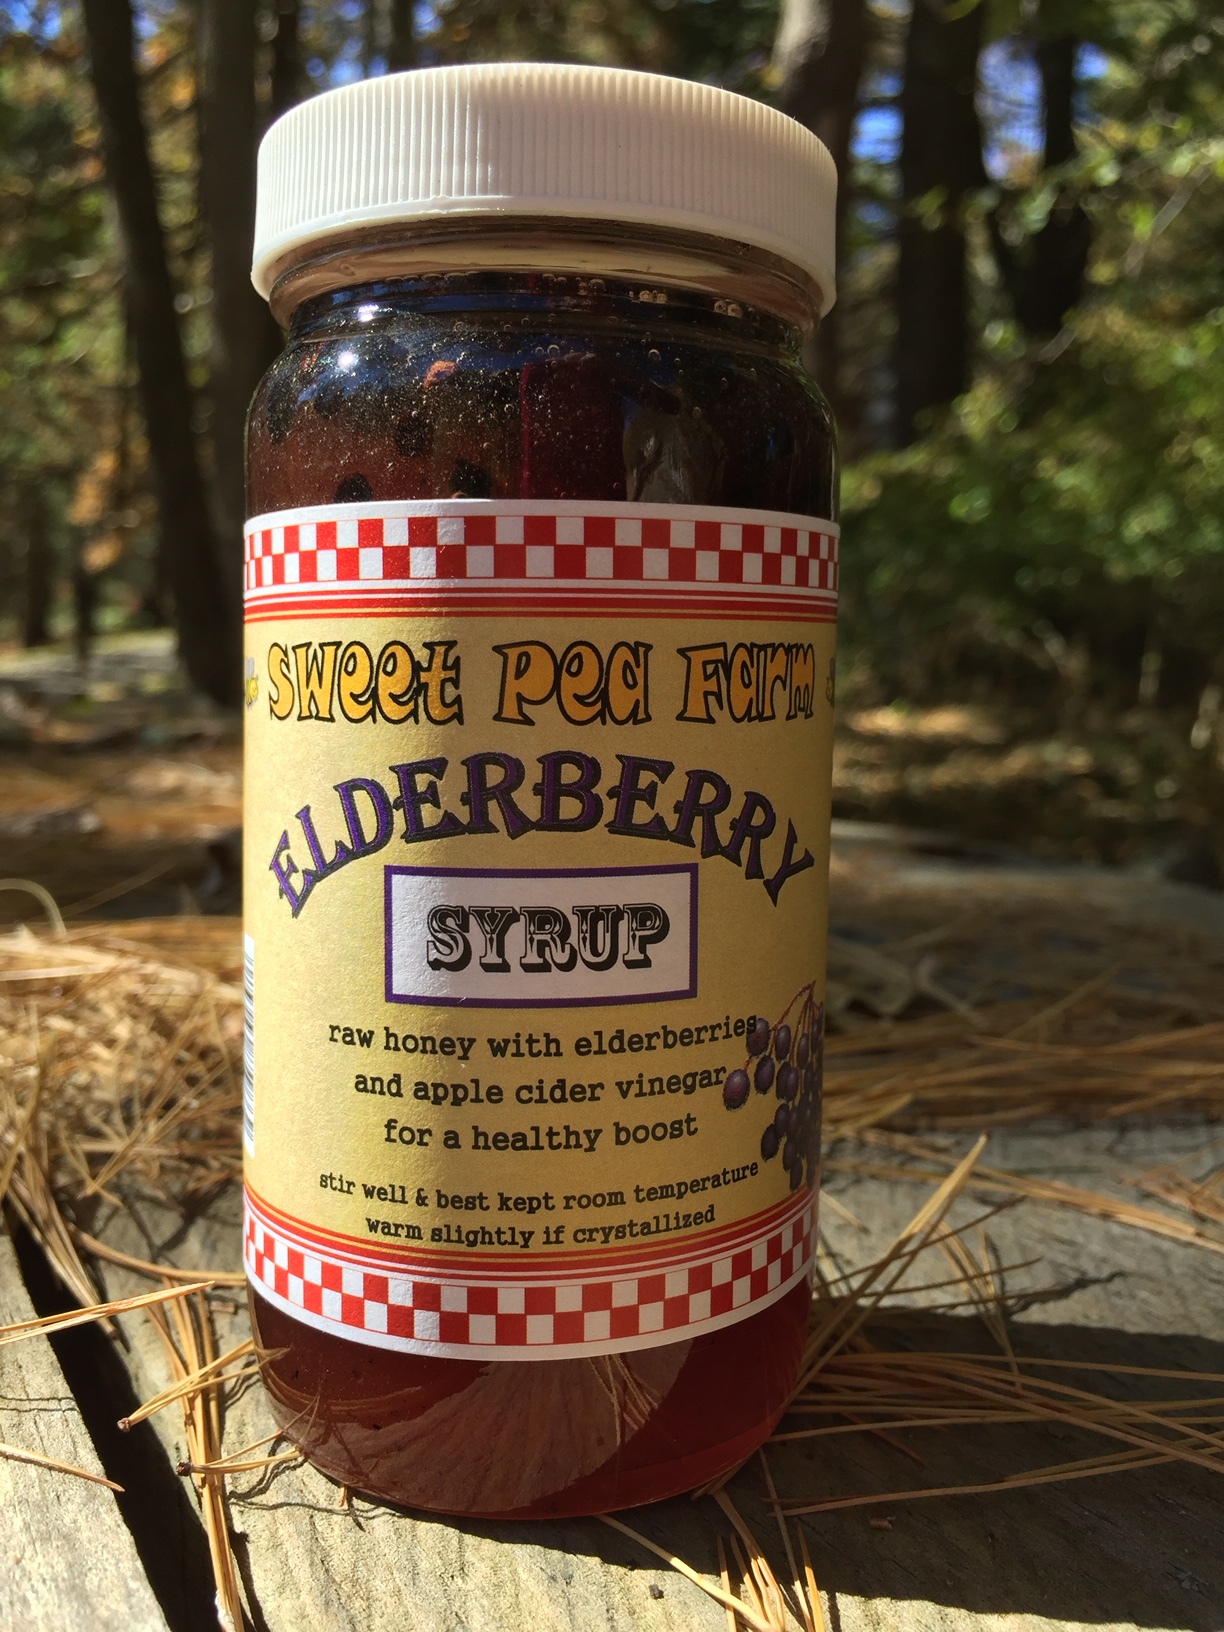 Sweet Pea Farm
ELDERBERRY
SYRUP
raw honey with elderberries
and apple cider vinegar
for a healthy boost
stir well & best kept room temperature
warm slightly if crystallized